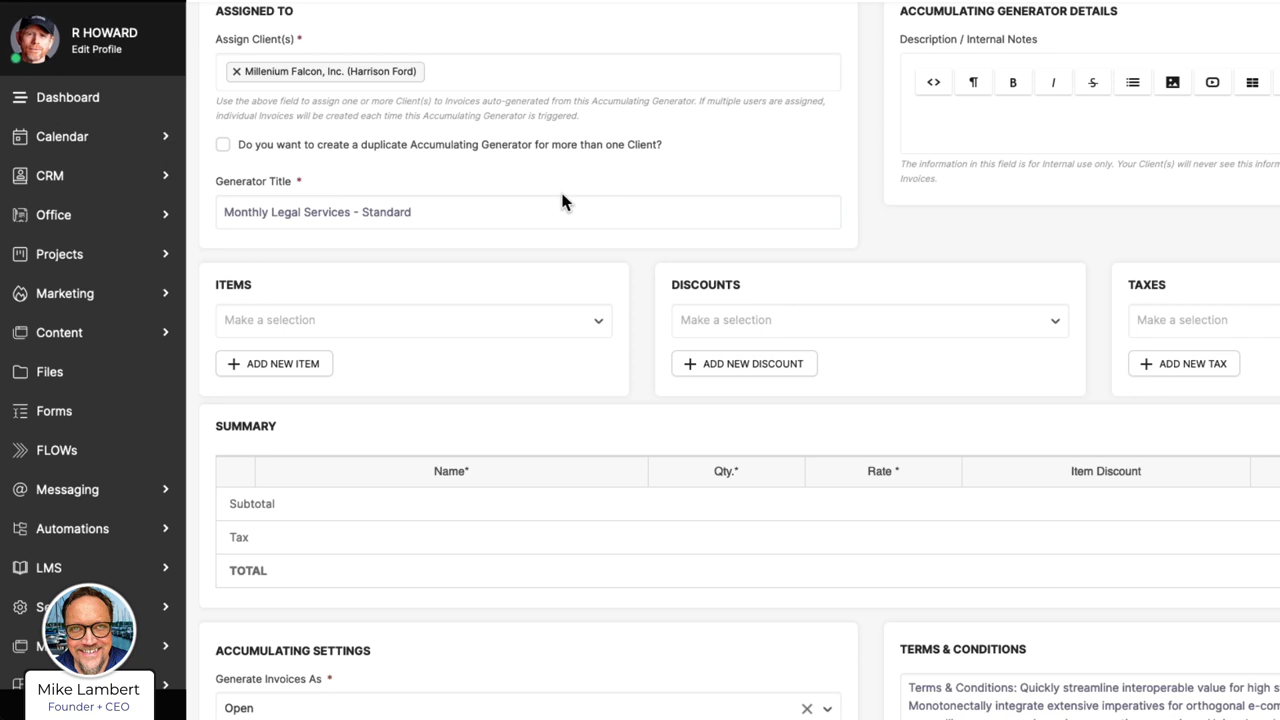 R HOWARD
Edit Profile
Dashboard
Calendar
CRM
Office
Projects
Marketing
Content
Files
Forms
FLOWs
Messaging
Automations
LMS
Mike Lambert
Founder + CEO
ASSIGNED TO
Assign Client(s) *
× Millenium Falcon, Inc. (Harrison Ford)
Use the above field to assign one or more Client(s) to Invoices auto-generated from this Accumulating Generator. If multiple users are assigned,
individual Invoices will be created each time this Accumulating Generator is triggered.
Do you want to create a duplicate Accumulating Generator for more than one Client?
Generator Title *
Monthly Legal Services - Standard
ACCUMULATING GENERATOR DETAILS
Description / Internal Notes
The information in this field is for Internal use only. Your Client(s) will never see this
Invoices.
ITEMS
Make a selection
+ ADD NEW ITEM
DISCOUNTS
Make a selection
+ ADD NEW DISCOUNT
TAXES
Make a selection
+ ADD NEW TAX
SUMMARY
Name* Qty.* Rate * Item Discount
Subtotal
Tax
TOTAL
ACCUMULATING SETTINGS
Generate Invoices As *
Open
TERMS & CONDITIONS
Terms & Conditions: Quickly streamline interoperable value for high
Monotonectally integrate extensive imperatives for orthogonal